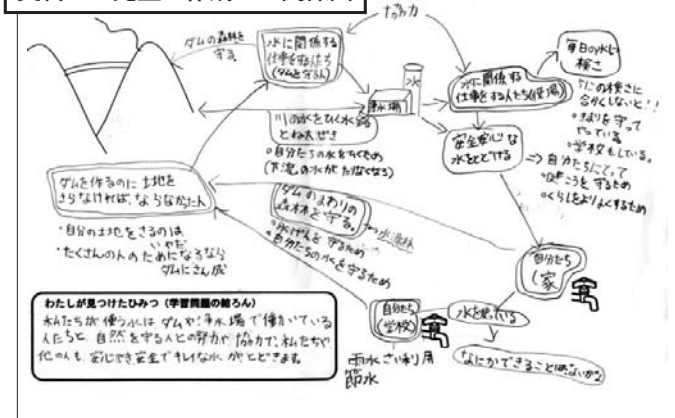 ダムの森林を
守る
水に関係する
仕事をする人たち
(ダムを守る人)
協力
水
浄水場
水に関係する
仕事をする人たち(役場)
毎日の水しつ
検さ
51この検さに
合かくしないと!!
・きまりを守って
やっている
・学校もしている。
川の水をひく水路
とねおぜき
・自分たちの水をひくため
(下流の水がたりなくなる)
安全安心な
水をとどける
⇒自分たちにとって
・けんこうを守るため
・くらしをよりよくするため
ダムを作るのに土地を
さらなければならなかった人
・自分の土地をさるのは
いやだ
・たくさんの人のためになるなら
ダムにさんせい
ダムのまわりの
森林を守る。
水源林
・水げんを守るため
・自分たちの水を守るため
自分たち
(家)
わたしが見つけたひみつ(学習問題の結ろん)
私たちが使う水は、ダムや浄水場で働いている
人たちと、自然を守る人との努力や協力で、私たちや
他の人も、安心でき、安全でキレイな水がとどきます。
自分たち
(学校)
水を使っている
雨水さい利用
節水
なにかできることはないかな